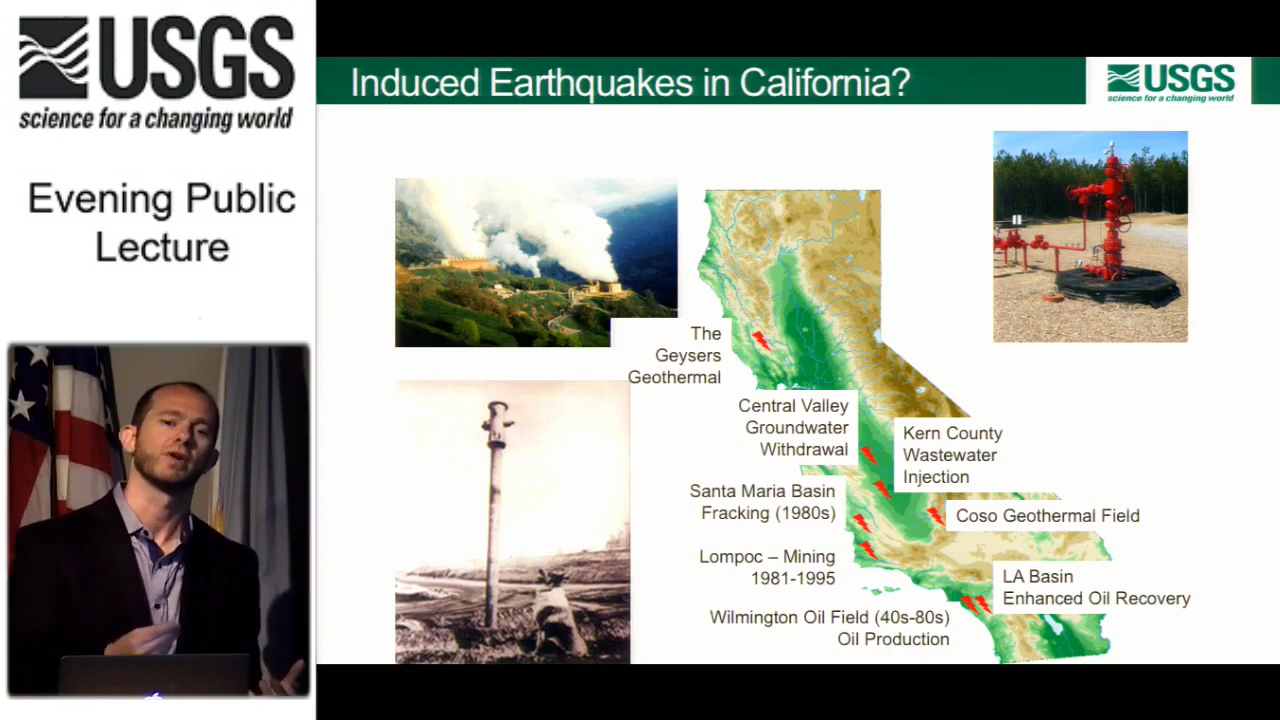 USGS
science for a changing world
Evening Public
Lecture
Induced Earthquakes in California?
USGS
science for a changing world
The
Geysers
Geothermal
Central Valley
Groundwater
Withdrawal
Kern County
Wastewater
Injection
Santa Maria Basin
Fracking (1980s)
Coso Geothermal Field
Lompoc – Mining
1981-1995
LA Basin
Enhanced Oil Recovery
Wilmington Oil Field (40s-80s)
Oil Production